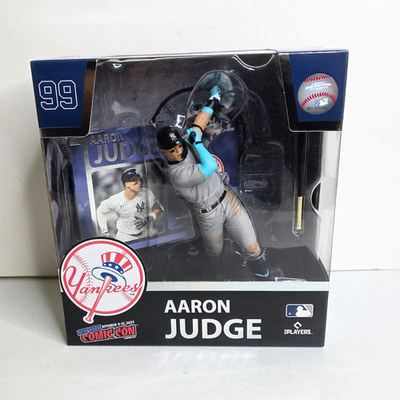 99
AARON
JUDGE
Yankees
COMIC CON
AARON
JUDGE
PLAYERS